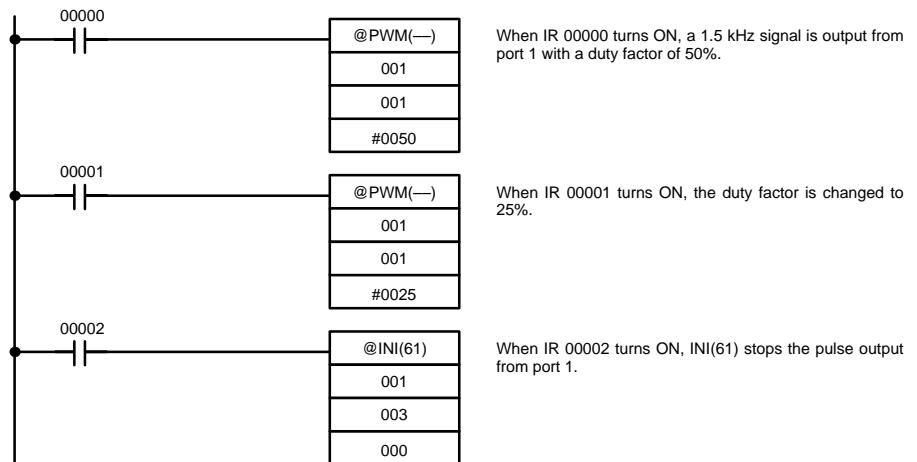 00000
@PWM(––)
001
001
#0050
When IR 00000 turns ON, a 1.5 kHz signal is output from
port 1 with a duty factor of 50%.
00001
@PWM(––)
001
001
#0025
When IR 00001 turns ON, the duty factor is changed to
25%.
00002
@INI(61)
001
003
000
When IR 00002 turns ON, INI(61) stops the pulse output
from port 1.